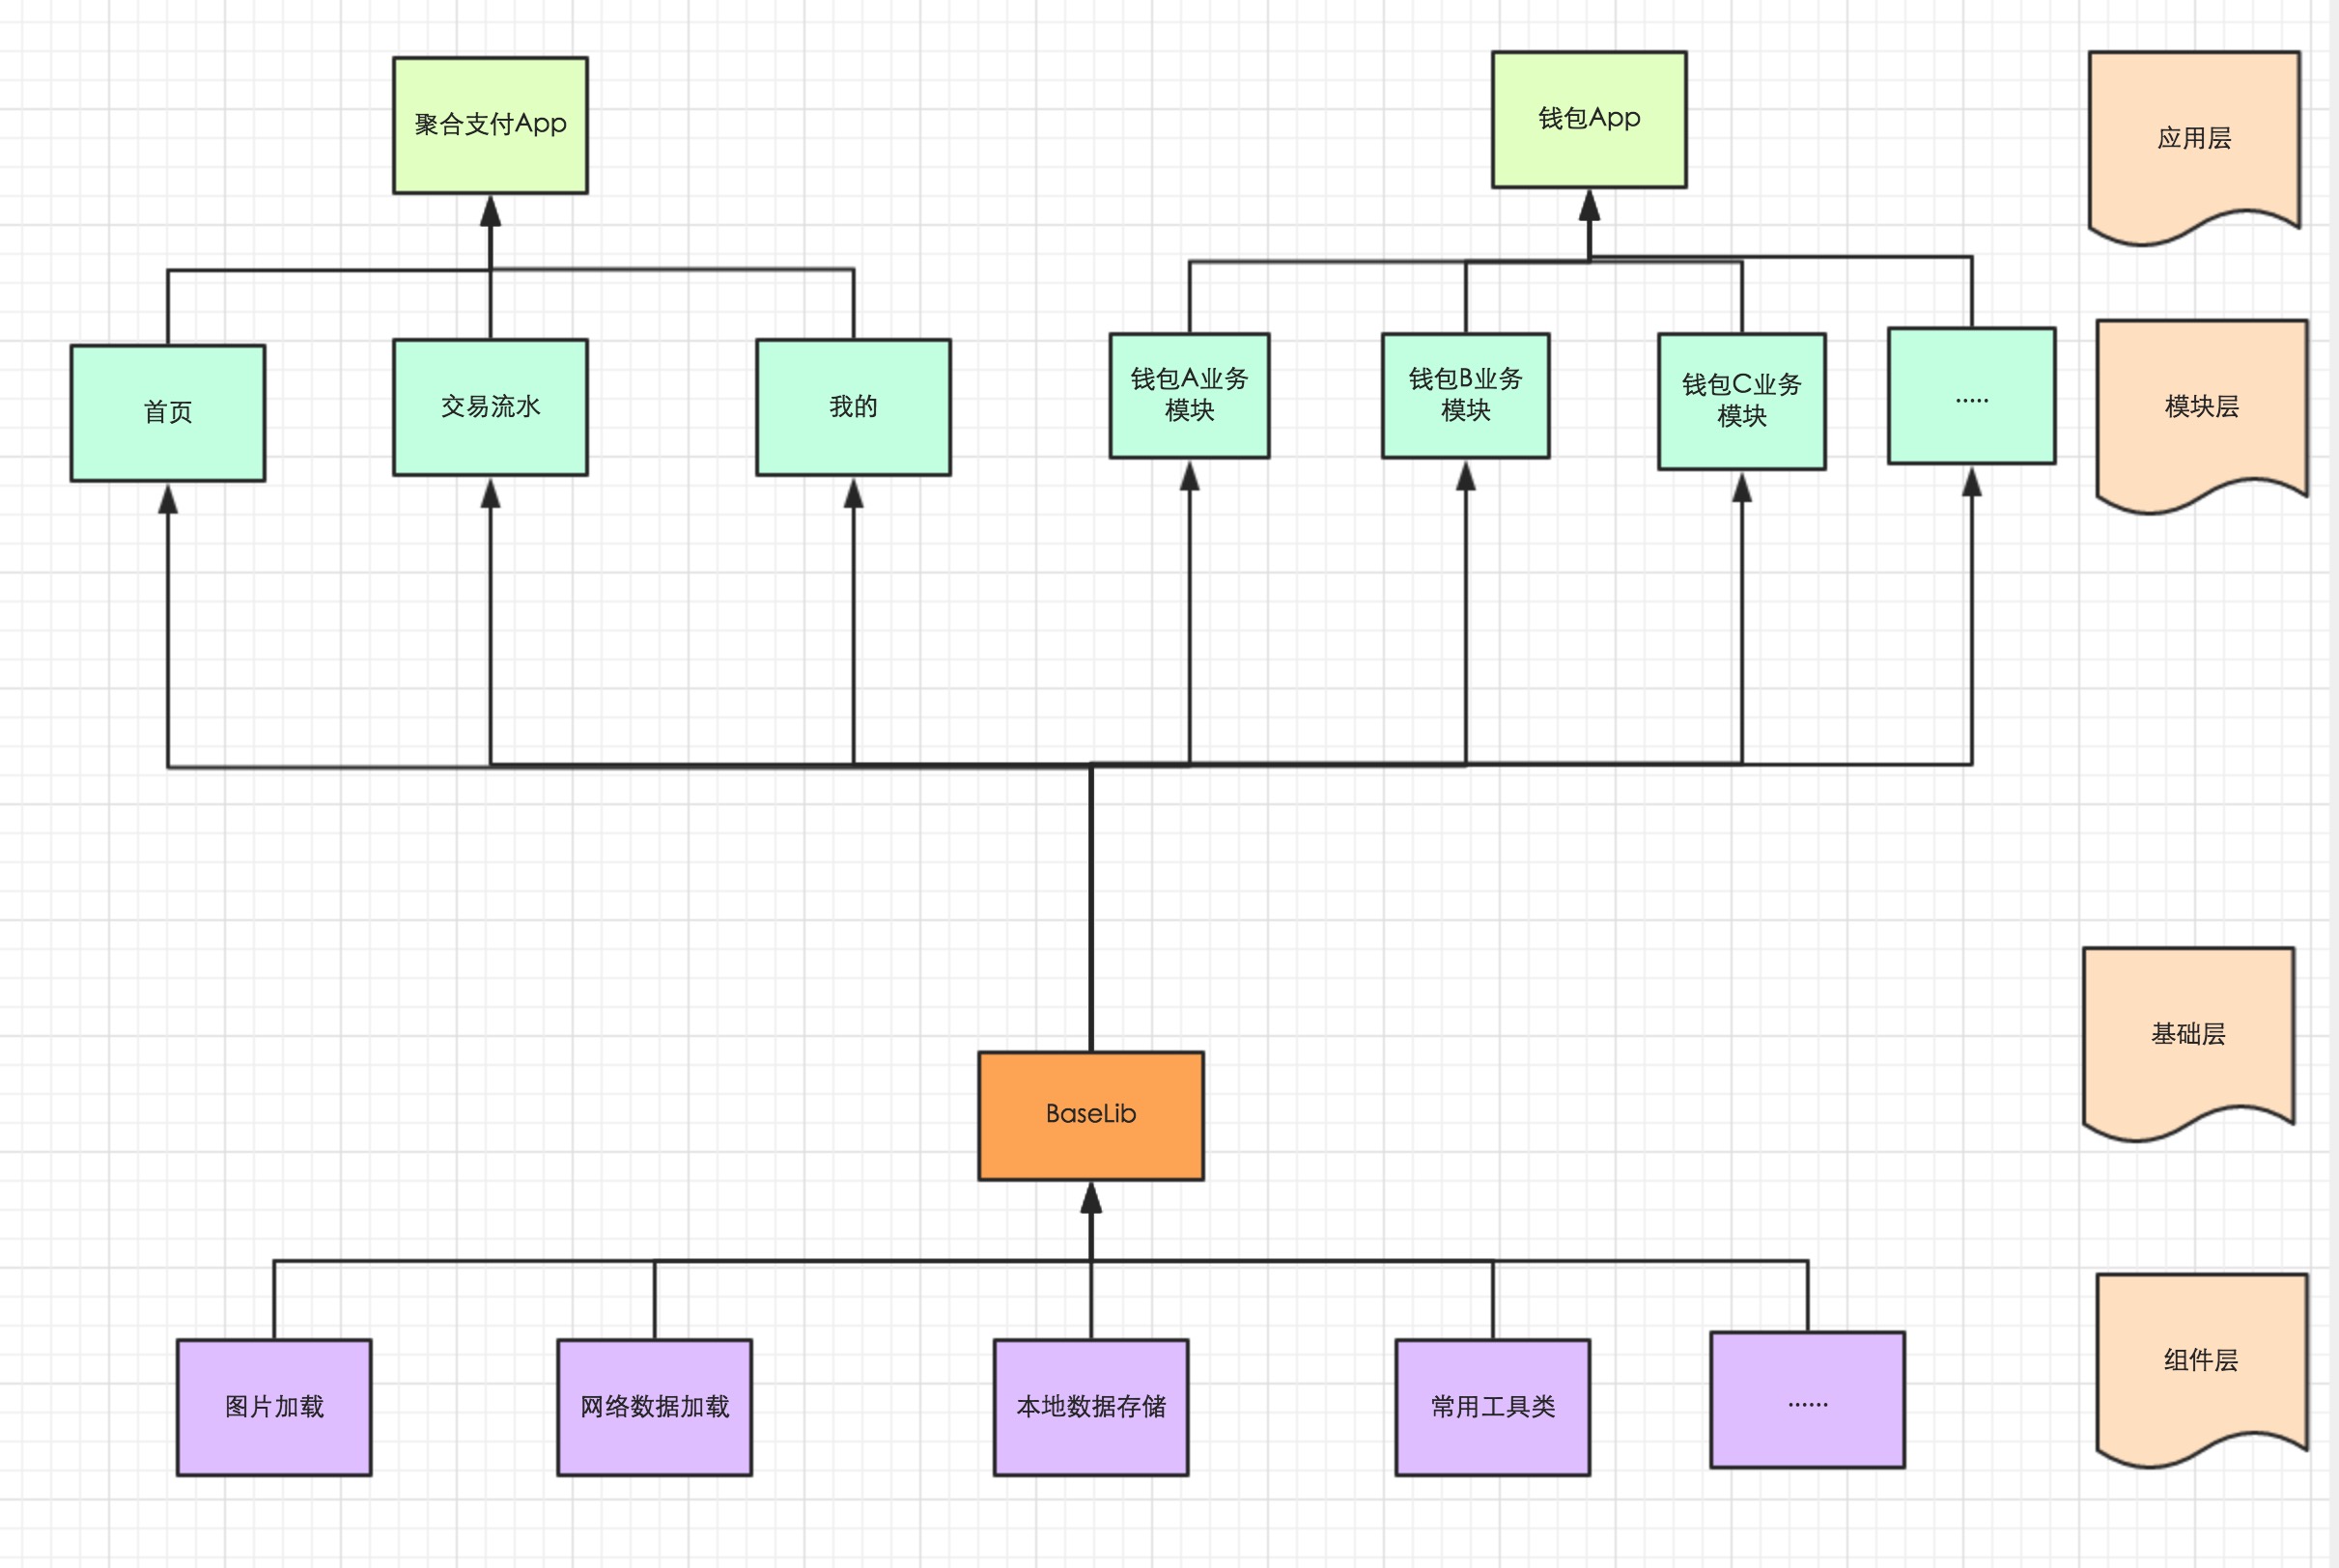 聚合支付App
钱包App
应用层
首页
交易流水
我的
钱包A业务
模块
钱包B业务
模块
钱包C业务
模块
.....
模块层
BaseLib
基础层
图片加载
网络数据加载
本地数据存储
常用工具类
......
组件层